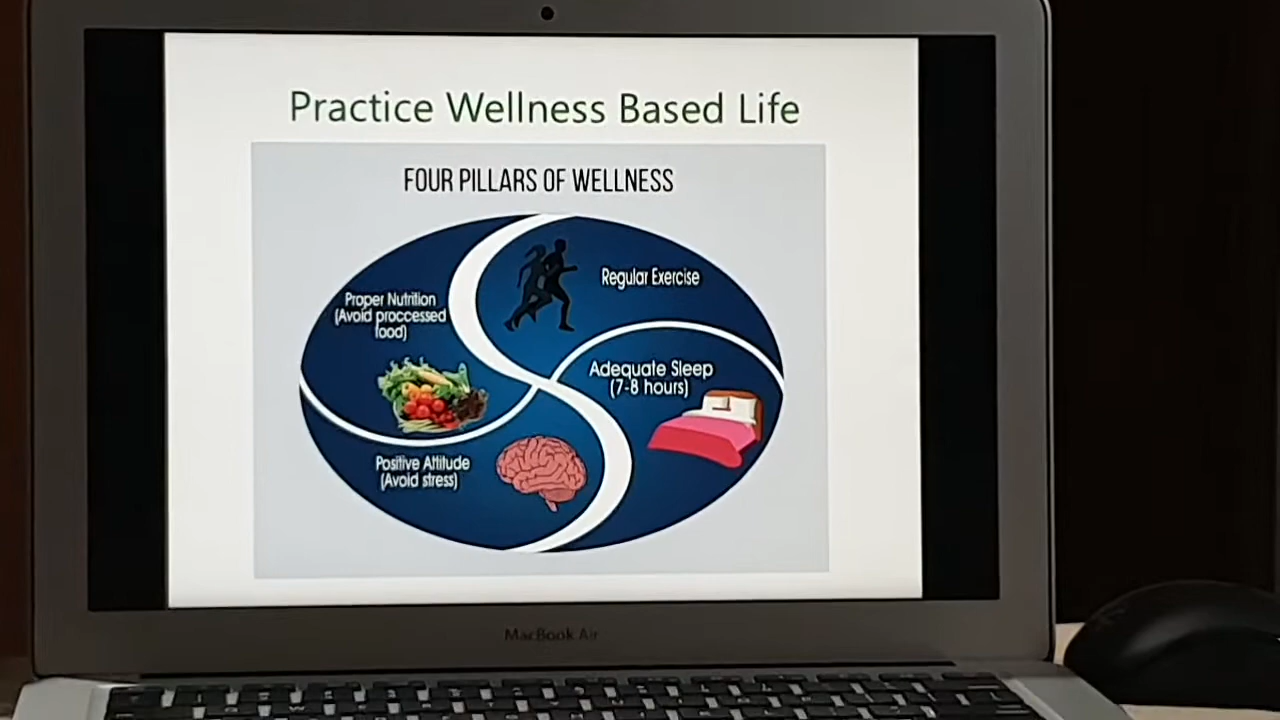 Practice Wellness Based Life
FOUR PILLARS OF WELLNESS
Regular Exercise
Proper Nutrition
(Avoid proccessed
food)
Adequate Sleep
(7-8 hours)
Positive Attitude
(Avoid stress)
MacBook Air